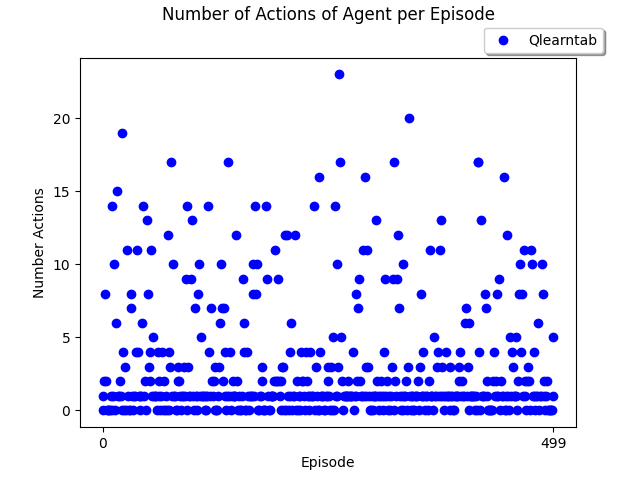 Number of Actions of Agent per Episode
Qlearntab
20
15
10
5
0
Number Actions
0
499
Episode